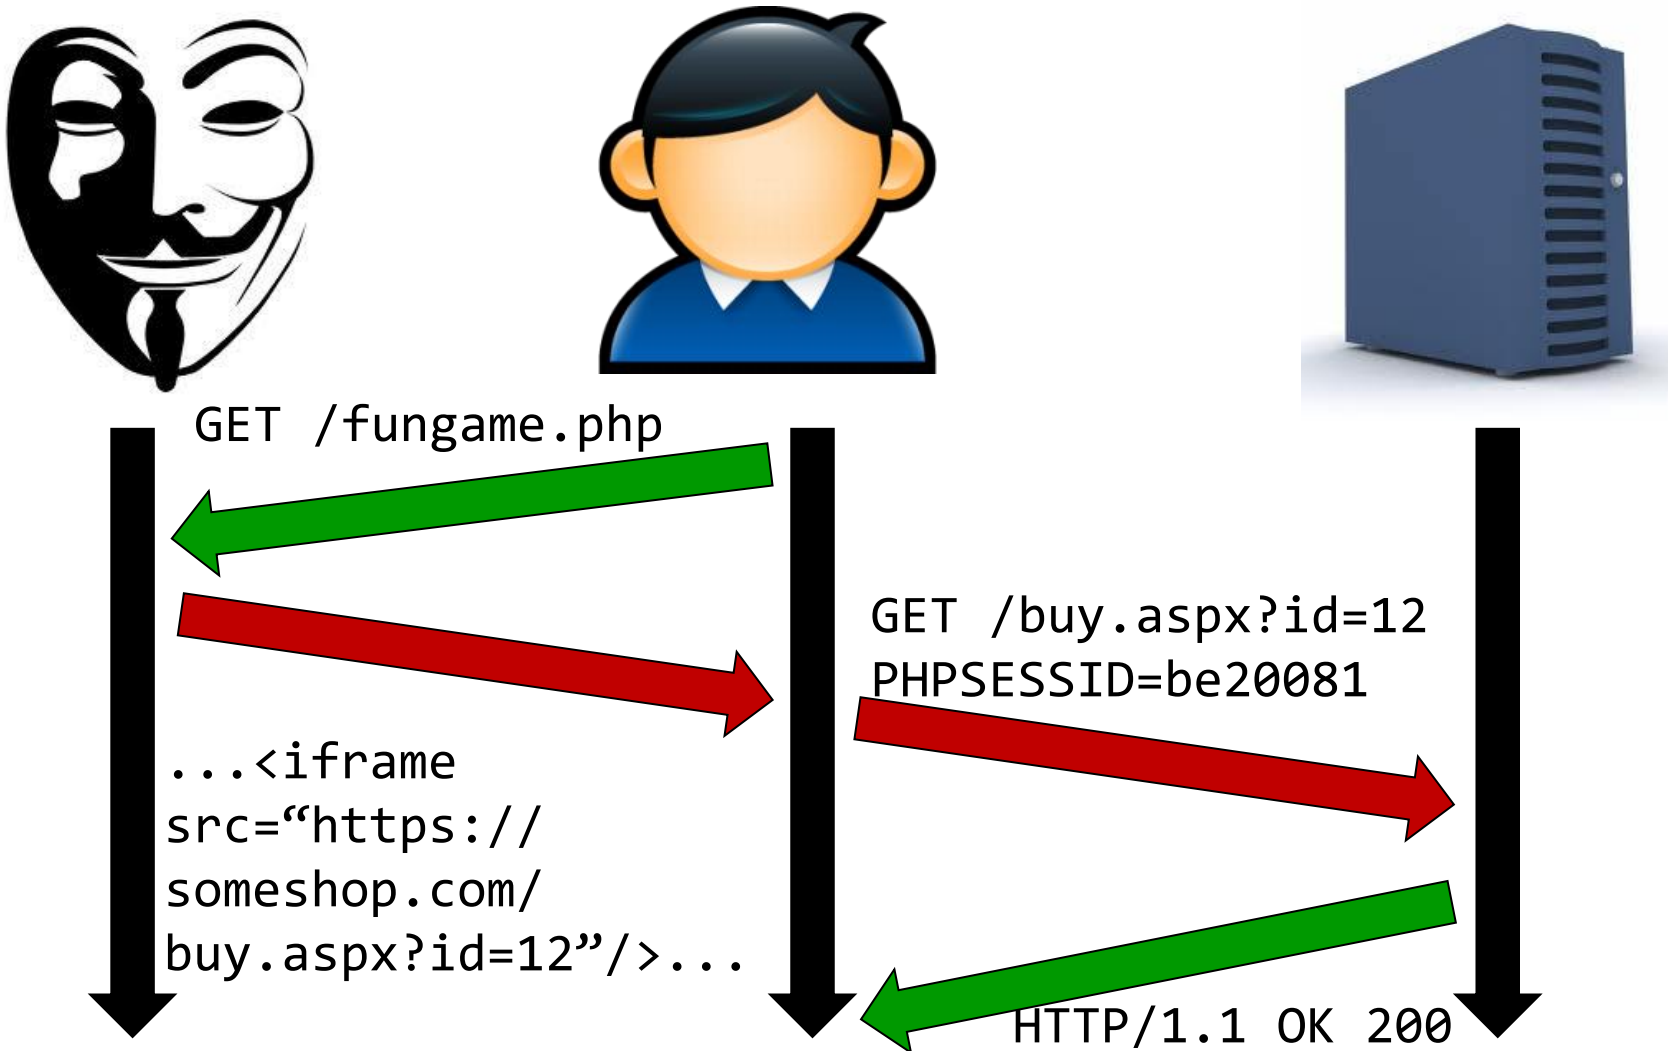 GET /fungame.php
GET /buy.aspx?id=12
PHPSESSID=be20081
...<iframe
src=“https://
someshop.com/
buy.aspx?id=12”/>...
HTTP/1.1 OK 200